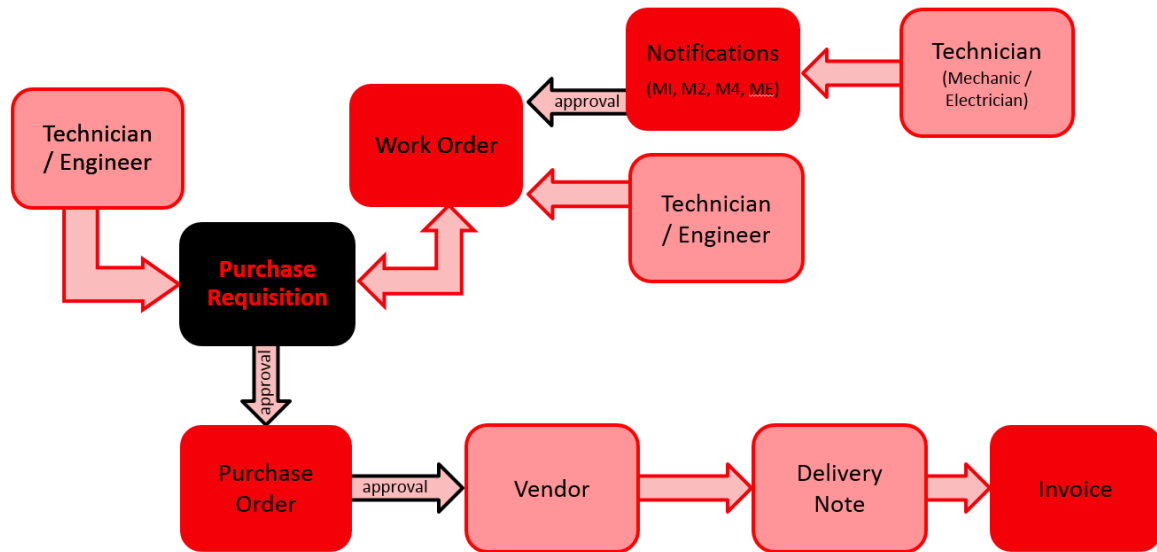 Notifications
(MI, M2, M4, ME)
Technician
(Mechanic /
Electrician)
approval
Technician
/ Engineer
Work Order
Technician
/ Engineer
Purchase
Requisition
approval
Purchase
Order
approval
Vendor
Delivery
Note
Invoice